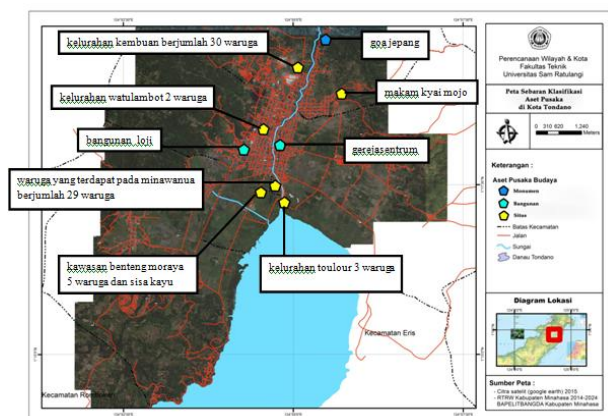 kelurahan kembuan berjumlah 30 waruga
goa jepang
kelurahan watulambot 2 waruga
makam kyai mojo
bangunan loji
gerejasentrum
waruga yang terdapat pada minawanua
berjumlah 29 waruga
kawasan benteng moraya
5 waruga dan sisa kayu
kelurahan toulour 3 waruga
Kecamatan Eris
Perencanaan Wilayah & Kota
Fakultas Teknik
Universitas Sam Ratulangi
Peta Sebaran Klasifikasi
Aset Pusaka
di Kota Tondano
0 310 620 1,240
Meters
Keterangan :
Aset Pusaka Budaya
Monumen
Bangunan
Situs
Batas Kecamatan
Jalan
Sungai
Danau Tondano
Diagram Lokasi
Sumber Peta :
- Citra satelit (google earth) 2015
- RTRW Kabupaten Minahasa 2014-2024
BAPELITBANGDA Kabupaten Minahasa